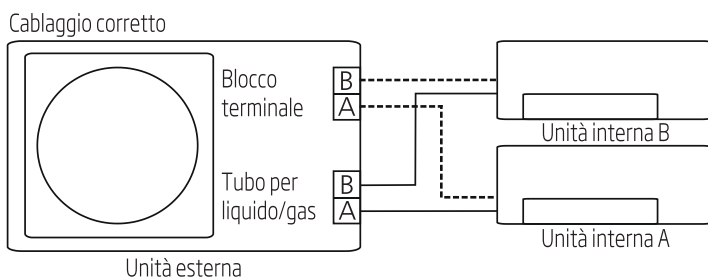 Cablaggio corretto
Blocco
terminale
B
A
Tubo per
liquido/gas
B
A
Unità interna B
Unità interna A
Unità esterna